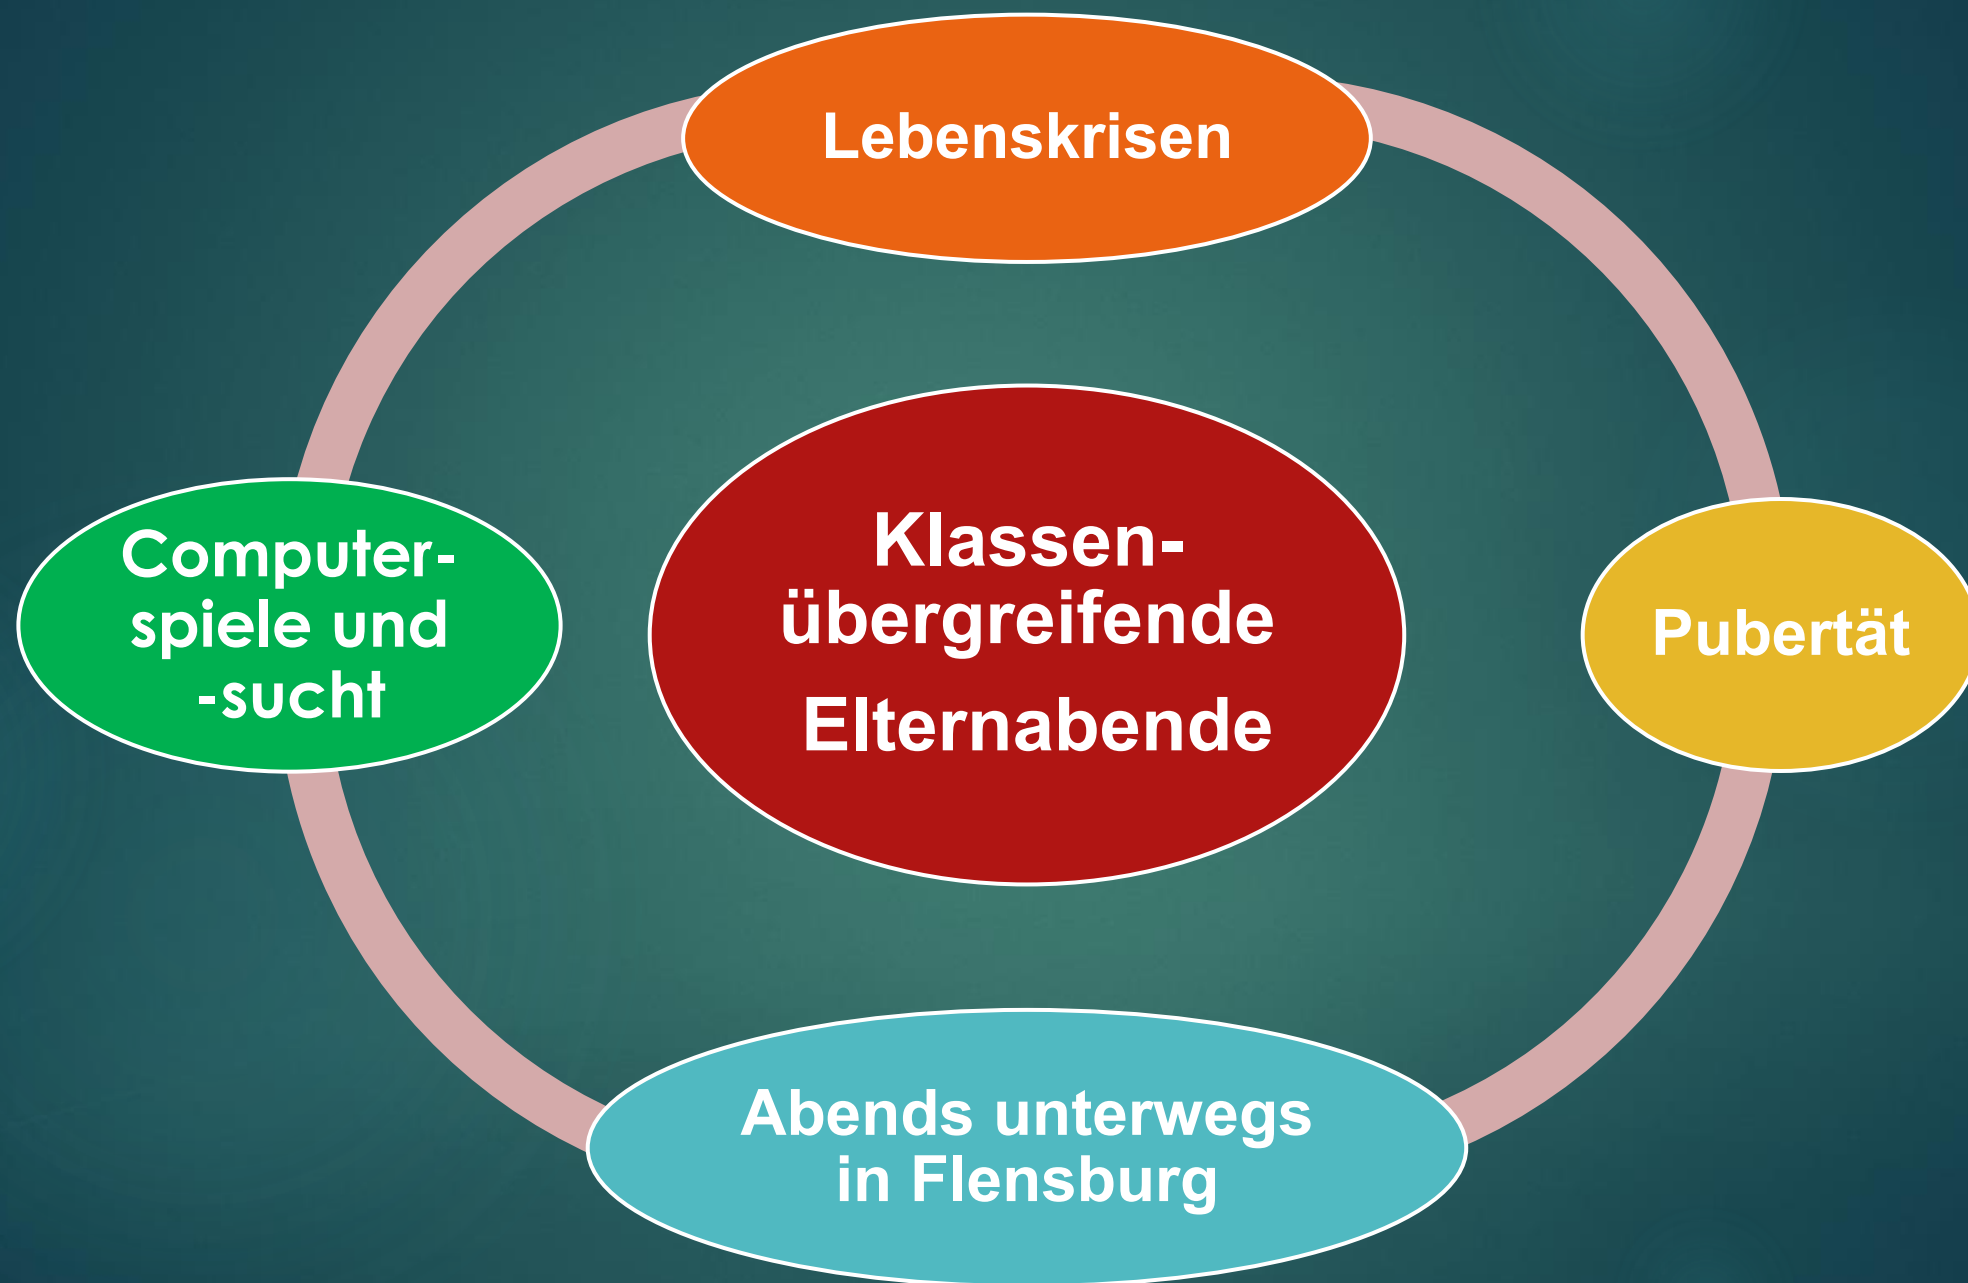 Lebenskrisen
Computer-
spiele und
-sucht
Klassen-
übergreifende
Elternabende
Pubertät
Abends unterwegs
in Flensburg